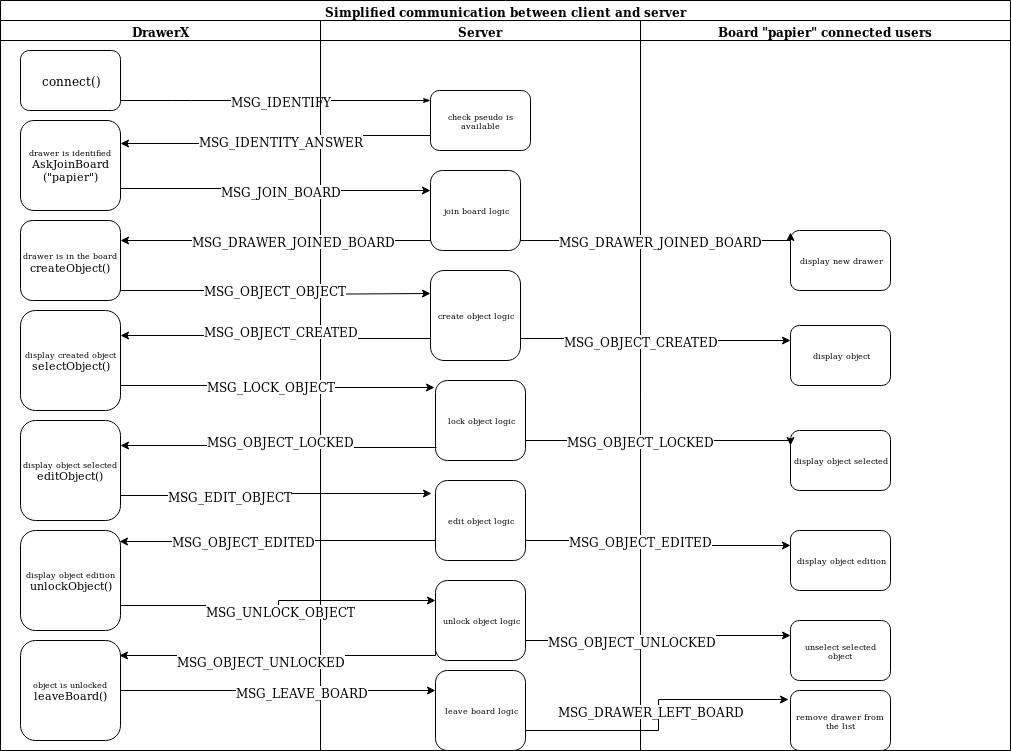 Simplified communication between client and server
DrawerX
Server
Board "papier" connected users
connect()
MSG_IDENTIFY
check pseudo is
available
MSG_IDENTITY_ANSWER
drawer is identified
AskJoinBoard
("papier")
MSG_JOIN_BOARD
join board logic
MSG_DRAWER_JOINED_BOARD
MSG_DRAWER_JOINED_BOARD
display new drawer
drawer is in the board
createObject()
MSG_OBJECT_OBJECT
create object logic
MSG_OBJECT_CREATED
MSG_OBJECT_CREATED
display object
display created object
selectObject()
MSG_LOCK_OBJECT
lock object logic
MSG_OBJECT_LOCKED
MSG_OBJECT_LOCKED
display object selected
display object selected
editObject()
MSG_EDIT_OBJECT
edit object logic
MSG_OBJECT_EDITED
MSG_OBJECT_EDITED
display object edition
display object edition
unlockObject()
MSG_UNLOCK_OBJECT
unlock object logic
MSG_OBJECT_UNLOCKED
MSG_OBJECT_UNLOCKED
unselect selected
object
object is unlocked
leaveBoard()
MSG_LEAVE_BOARD
leave board logic
MSG_DRAWER_LEFT_BOARD
remove drawer from
the list